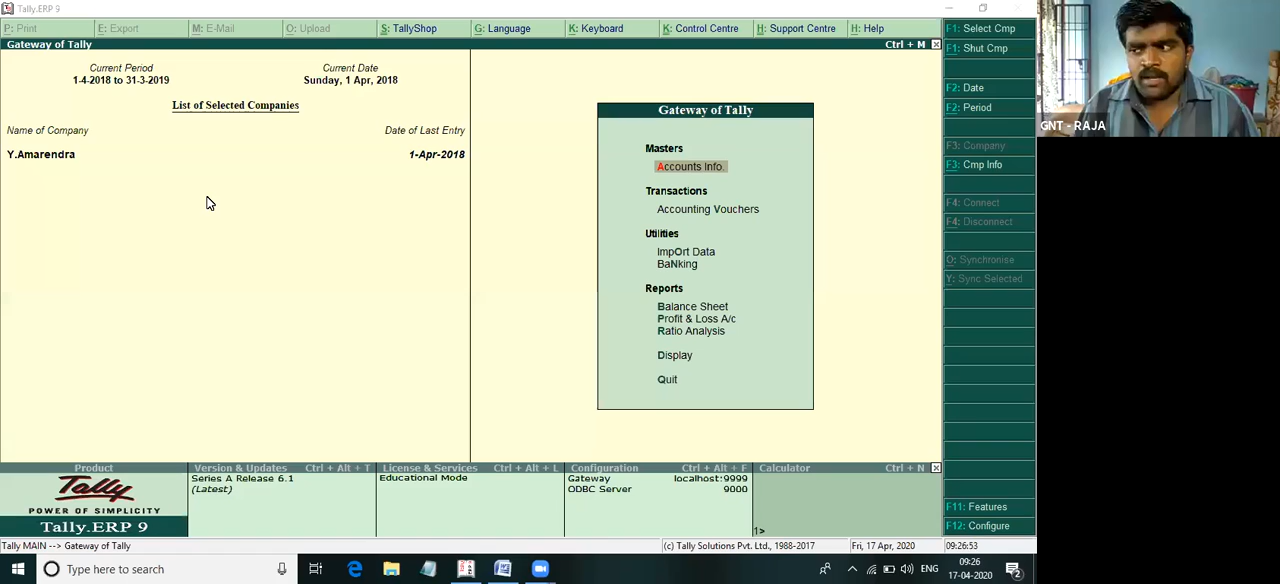 Tally.ERP 9
P: Print
E: Export
M: E-Mail
O: Upload
S: TallyShop
G: Language
K: Keyboard
K: Control Centre
H: Support Centre
H: Help
F1: Select Cmp
Gateway of Tally
Ctrl + M
F1: Shut Cmp
Current Period
1-4-2018 to 31-3-2019
Current Date
Sunday, 1 Apr, 2018
List of Selected Companies
Name of Company
Date of Last Entry
Y.Amarendra
1-Apr-2018
Gateway of Tally
Masters
Accounts Info.
Transactions
Accounting Vouchers
Utilities
ImpOrt Data
BaNking
Reports
Balance Sheet
Profit & Loss A/c
Ratio Analysis
Display
Quit
F2: Date
F2: Period
F3: Company
F3: Cmp Info
F4: Connect
F4: Disconnect
O: Synchronise
Y: Sync Selected
F11: Features
F12: Configure
GNT - RAJA
Product
Tally
POWER OF SIMPLICITY
Tally.ERP 9
Version & Updates
Ctrl + Alt + T
Series A Release 6.1
(Latest)
License & Services
Ctrl + Alt + L
Educational Mode
Configuration
Ctrl + Alt + F
Gateway
localhost:9999
ODBC Server
9000
Calculator
Ctrl + N
1>
Tally MAIN --> Gateway of Tally
(c) Tally Solutions Pvt. Ltd., 1988-2017
Fri, 17 Apr, 2020
09:26:53
Type here to search
ENG
09:26
17-04-2020
2